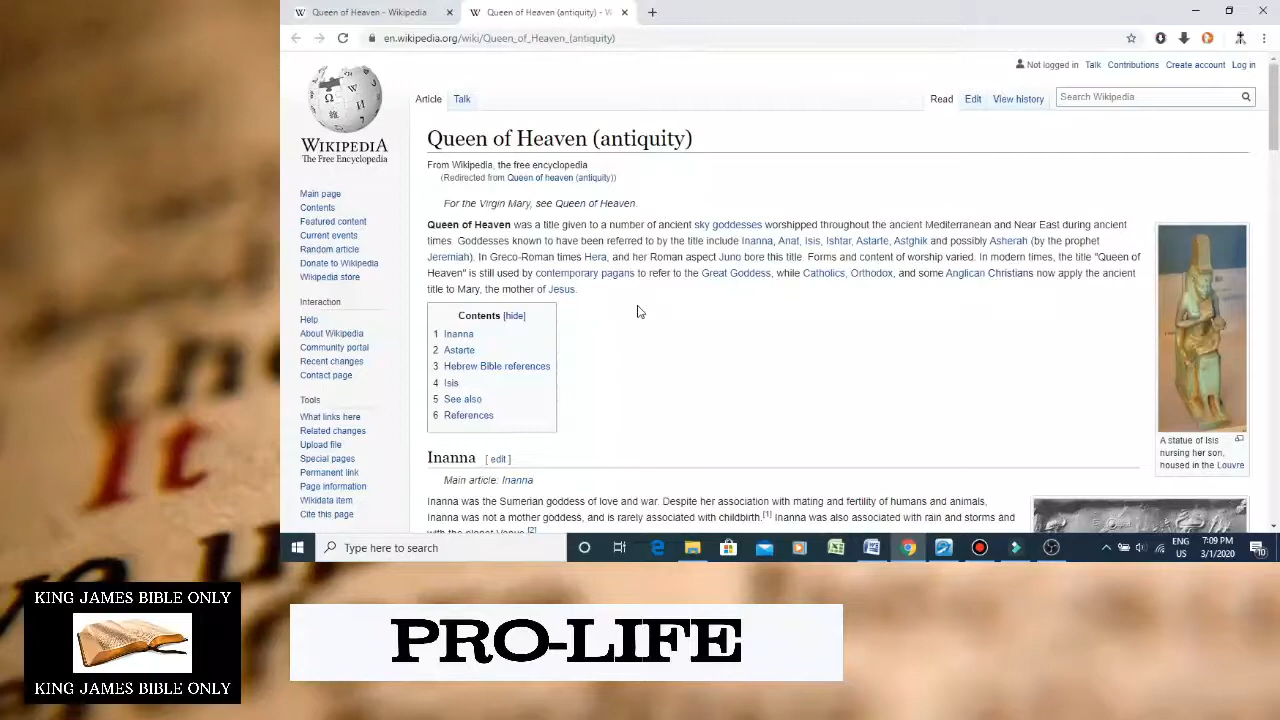 Queen of Heaven - Wikipedia
Queen of Heaven (antiquity) - W
en.wikipedia.org/wiki/Queen_of_Heaven_(antiquity)
Not logged in Talk Contributions Create account Log in
Article Talk
Read Edit View history
Search Wikipedia
WIKIPEDIA
The Free Encyclopedia
Main page
Contents
Featured content
Current events
Random article
Donate to Wikipedia
Wikipedia store
Interaction
Help
About Wikipedia
Community portal
Recent changes
Contact page
Tools
What links here
Related changes
Upload file
Special pages
Permanent link
Page information
Wikidata item
Cite this page
Queen of Heaven (antiquity)
From Wikipedia, the free encyclopedia
(Redirected from Queen of heaven (antiquity))
For the Virgin Mary, see Queen of Heaven.
Queen of Heaven was a title given to a number of ancient sky goddesses worshipped throughout the ancient Mediterranean and Near East during ancient
times. Goddesses known to have been referred to by the title include Inanna, Anat, Isis, Ishtar, Astarte, Astghik and possibly Asherah (by the prophet
Jeremiah). In Greco-Roman times Hera, and her Roman aspect Juno bore this title. Forms and content of worship varied. In modern times, the title "Queen of
Heaven" is still used by contemporary pagans to refer to the Great Goddess, while Catholics, Orthodox, and some Anglican Christians now apply the ancient
title to Mary, the mother of Jesus.
Contents [hide]
1 Inanna
2 Astarte
3 Hebrew Bible references
4 Isis
5 See also
6 References
A statue of Isis
nursing her son,
housed in the Louvre
Inanna [ edit ]
Main article: Inanna
Inanna was the Sumerian goddess of love and war. Despite her association with mating and fertility of humans and animals,
Inanna was not a mother goddess, and is rarely associated with childbirth.[1] Inanna was also associated with rain and storms and
with the planet Venus.[2]
Type here to search
ENG
US
7:09 PM
3/1/2020
10
the
It
KING JAMES BIBLE ONLY
KING JAMES BIBLE ONLY
PRO-LIFE